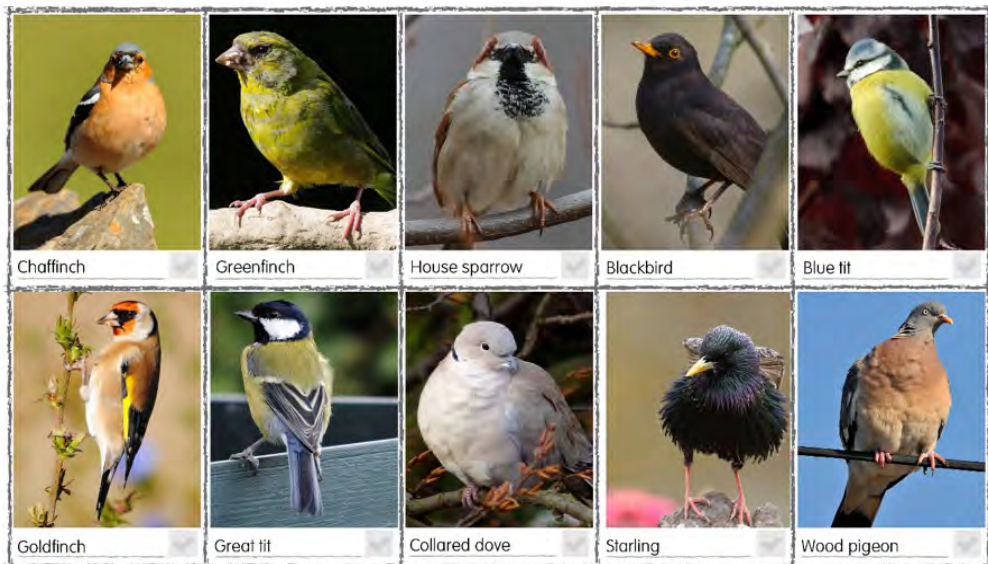 Chaffinch
Greenfinch
House sparrow
Blackbird
Blue tit
Goldfinch
Great tit
Collared dove
Starling
Wood pigeon